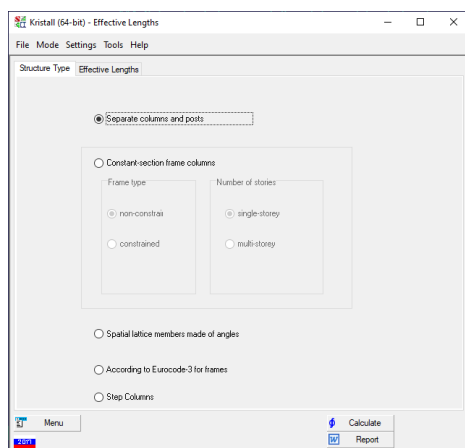 Kristall (64-bit) - Effective Lengths
File Mode Settings Tools Help
Structure Type Effective Lengths
Separate columns and posts
Constant-section frame columns
Frame type Number of stories
non-constrain single-storey
constrained multi-storey
Spatial lattice members made of angles
According to Eurocode-3 for frames
Step Columns
Menu Calculate
Report